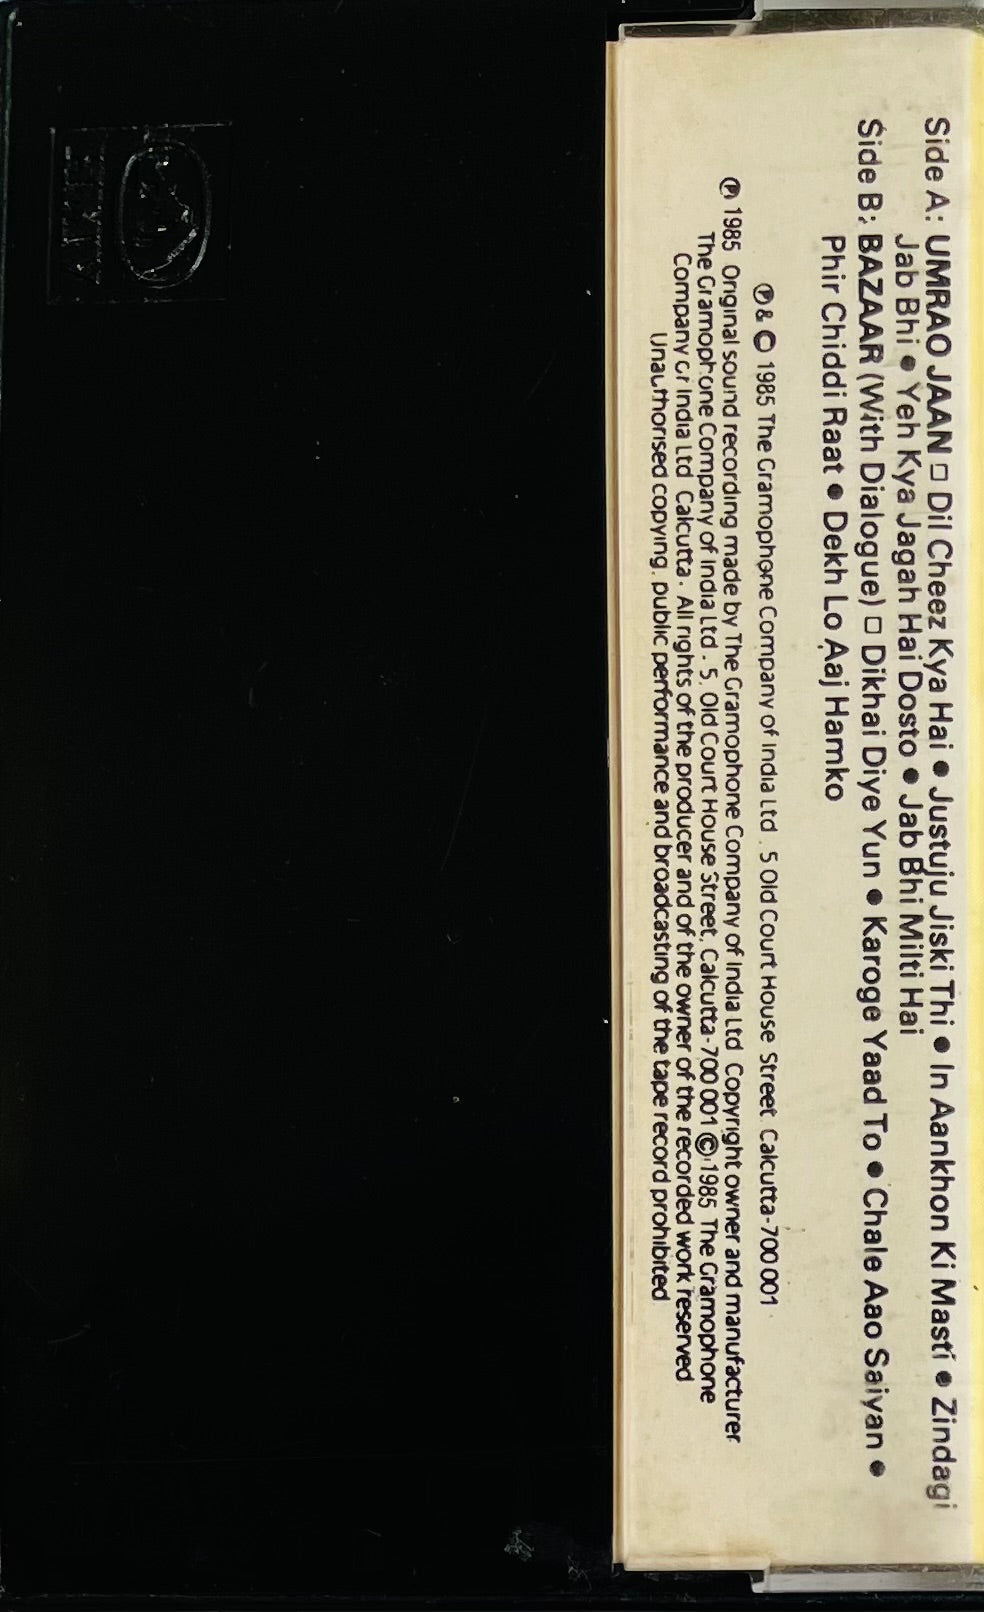 Side A: UMRAO JAAN □ Dil Cheez Kya Hai ● Justuju Jiski Thi ● In Aankhon Ki Masti ● Zindagi
Jab Bhi ● Yeh Kya Jagah Hai Dosto ● Jab Bhi Milti Hai
Side B: BAZAAR (With Dialogue) □ Dikhai Diye Yun ● Karoge Yaad To ● Chale Aao Saiyan ●
Phir Chiddi Raat ● Dekh Lo Aaj Hamko
℗ & © 1985 The Gramophone Company of India Ltd . 5 Old Court House Street Calcutta-700 001
℗ 1985 Original sound recording made by The Gramophone Company of India Ltd Copyright owner and manufacturer
The Gramophone Company of India Ltd . 5, Old Court House Street, Calcutta-700 001 © 1985 The Gramophone
Company of India Ltd Calcutta . All rights of the producer and of the owner of the recorded work reserved
Unauthorised copying, public performance and broadcasting of the tape record prohibited